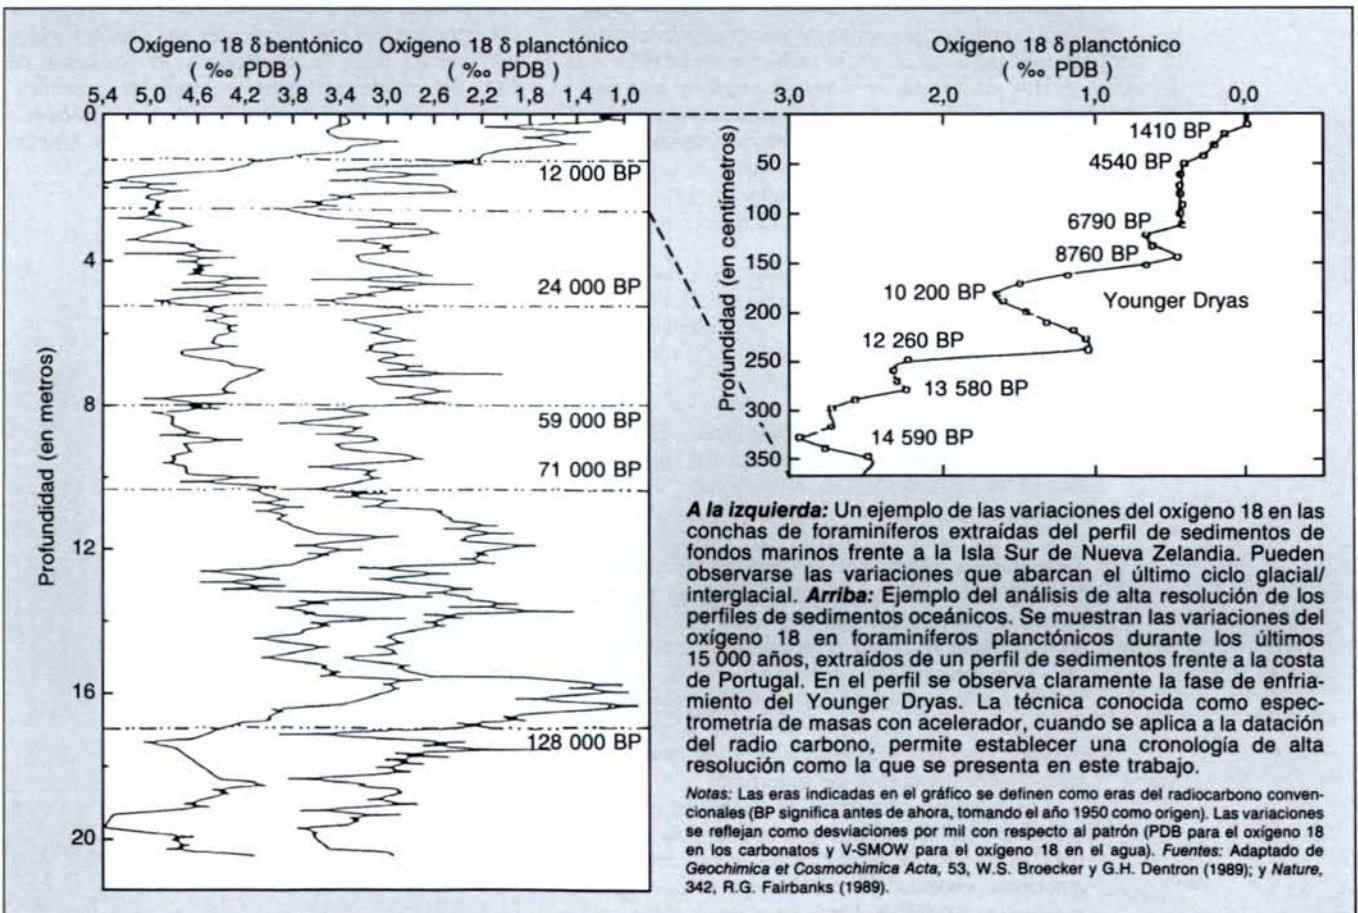 Oxígeno 18 δ bentónico Oxígeno 18 δ planctónico
( ‰ PDB) ( ‰ PDB)
5,4 5,0 4,6 4,2 3,8 3,4 3,0 2,6 2,2 1,8 1,4 1,0
0
4
8
12
16
20
Profundidad (en metros)
12 000 BP
24 000 BP
59 000 BP
71 000 BP
128 000 BP
Oxígeno 18 δ planctónico
( ‰ PDB)
3,0 2,0 1,0 0,0
50
100
150
200
250
300
350
Profundidad (en centímetros)
1410 BP
4540 BP
6790 BP
8760 BP
10 200 BP
Younger Dryas
12 260 BP
13 580 BP
14 590 BP
A la izquierda: Un ejemplo de las variaciones del oxígeno 18 en las
conchas de foraminíferos extraídas del perfil de sedimentos de
fondos marinos frente a la Isla Sur de Nueva Zelandia. Pueden
observarse las variaciones que abarcan el último ciclo glacial/
interglacial. Arriba: Ejemplo del análisis de alta resolución de los
perfiles de sedimentos oceánicos. Se muestran las variaciones del
oxígeno 18 en foraminíferos planctónicos durante los últimos
15 000 años, extraídos de un perfil de sedimentos frente a la costa
de Portugal. En el perfil se observa claramente la fase de enfria-
miento del Younger Dryas. La técnica conocida como espec-
trometría de masas con acelerador, cuando se aplica a la datación
del radio carbono, permite establecer una cronología de alta
resolución como la que se presenta en este trabajo.
Notas: Las eras indicadas en el gráfico se definen como eras del radiocarbono conven-
cionales (BP significa antes de ahora, tomando el año 1950 como origen). Las variaciones
se reflejan como desviaciones por mil con respecto al patrón (PDB para el oxígeno 18
en los carbonatos y V-SMOW para el oxígeno 18 en el agua). Fuentes: Adaptado de
Geochimica et Cosmochimica Acta, 53, W.S. Broecker y G.H. Dentron (1989); y Nature,
342, R.G. Fairbanks (1989).